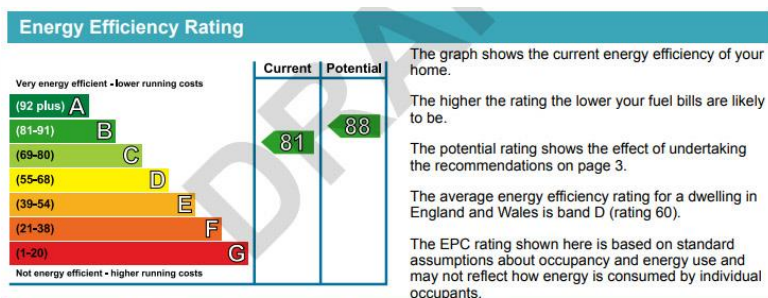 Energy Efficiency Rating
Current Potential
Very energy efficient - lower running costs
(92 plus) A
(81-91) B
(69-80) C
(55-68) D
(39-54) E
(21-38) F
(1-20) G
81
88
Not energy efficient - higher running costs
The graph shows the current energy efficiency of your
home.
The higher the rating the lower your fuel bills are likely
to be.
The potential rating shows the effect of undertaking
the recommendations on page 3.
The average energy efficiency rating for a dwelling in
England and Wales is band D (rating 60).
The EPC rating shown here is based on standard
assumptions about occupancy and energy use and
may not reflect how energy is consumed by individual
occupants.
DRA